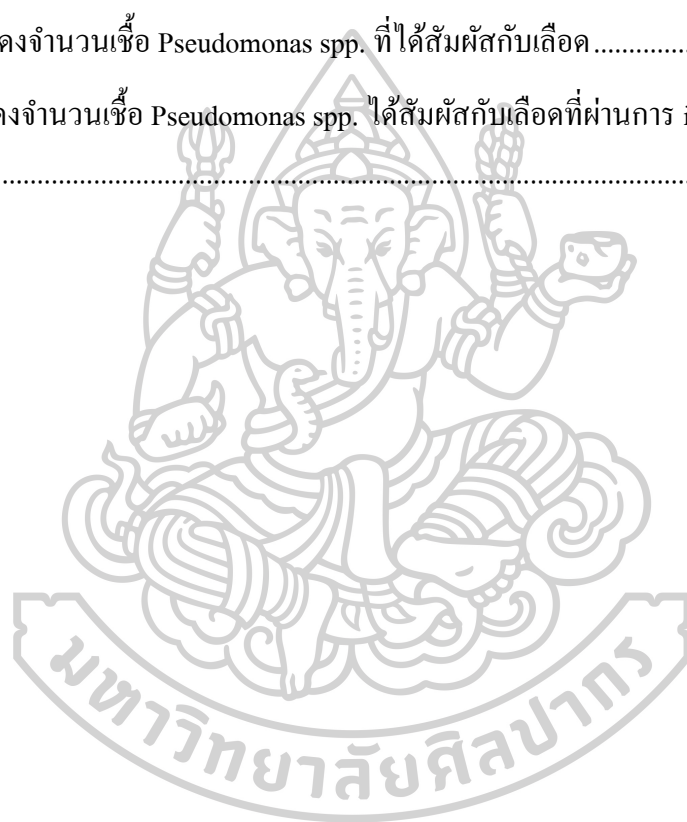 ดงจำนวนเชื้อ Pseudomonas spp. ที่ได้สัมผัสกับเลือด..............
งจำนวนเชื้อ Pseudomonas spp. ได้สัมผัสกับเลือดที่ผ่านการ i
................................................................................
มหาวิทยาลัยศิลปากร